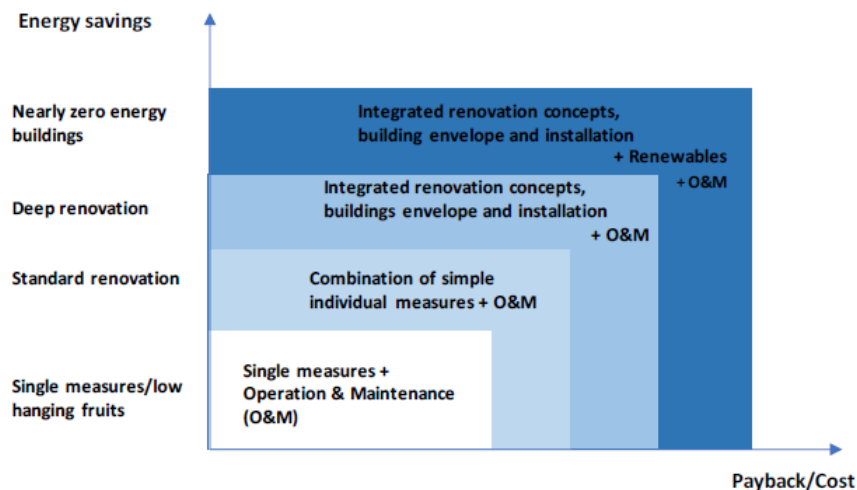 Energy savings
Nearly zero energy
buildings
Integrated renovation concepts,
building envelope and installation
+ Renewables
+ O&M
Deep renovation
Integrated renovation concepts,
buildings envelope and installation
+ O&M
Standard renovation
Combination of simple
individual measures + O&M
Single measures/low
hanging fruits
Single measures +
Operation & Maintenance
(O&M)
Payback/Cost